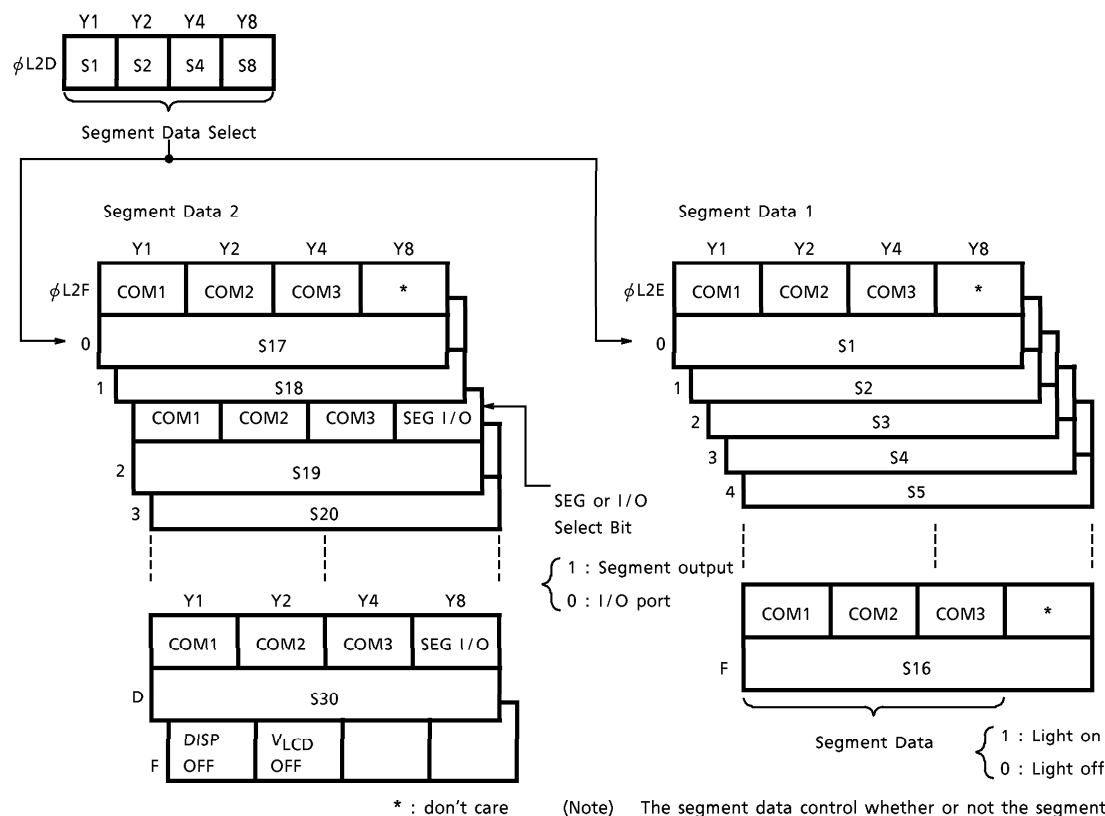 Y1 Y2 Y4 Y8
φL2D S1 S2 S4 S8
Segment Data Select
Segment Data 2
Y1 Y2 Y4 Y8
φL2F COM1 COM2 COM3 *
0 S17
1 S18
COM1 COM2 COM3 SEG I/O
2 S19
3 S20
SEG or I/O
Select Bit
1 : Segment output
0 : I/O port
Y1 Y2 Y4 Y8
COM1 COM2 COM3 SEG I/O
D S30
F DISP OFF VLCD OFF
Segment Data 1
Y1 Y2 Y4 Y8
φL2E COM1 COM2 COM3 *
0 S1
1 S2
2 S3
3 S4
4 S5
COM1 COM2 COM3 *
F S16
Segment Data
1 : Light on
0 : Light off
* : don't care (Note) The segment data control whether or not the segment